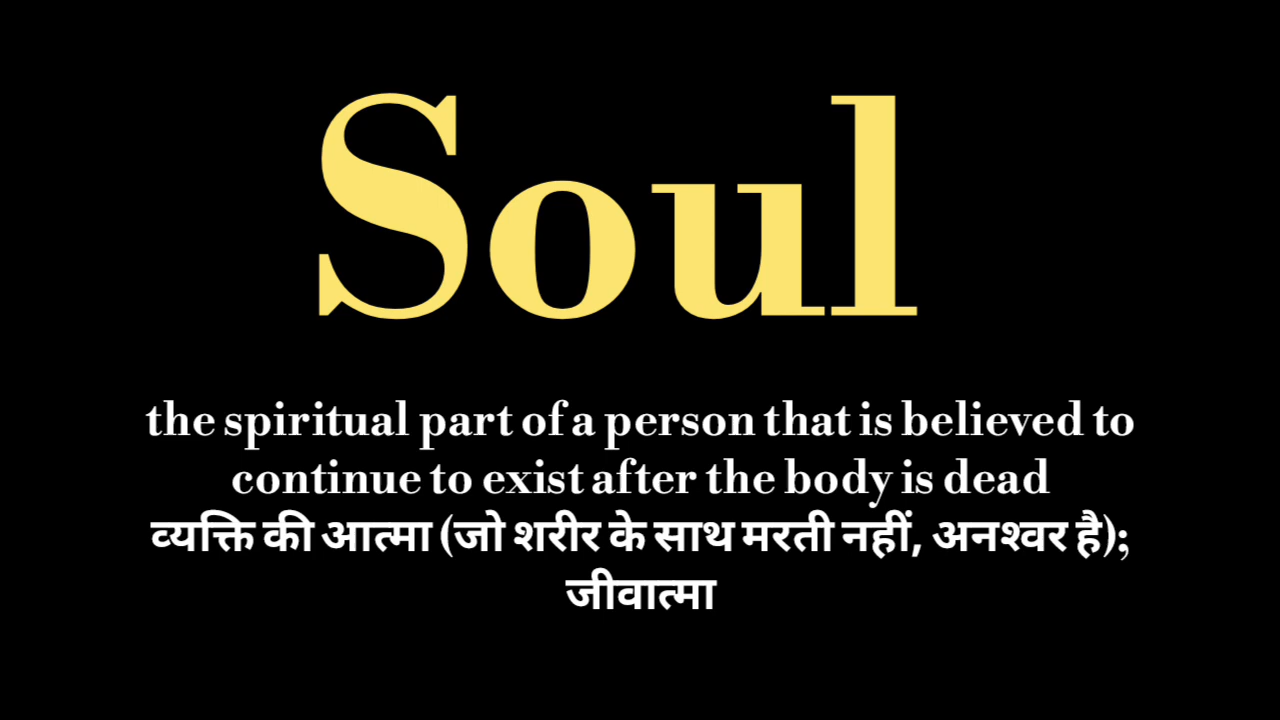 Soul
the spiritual part of a person that is believed to
continue to exist after the body is dead
व्यक्ति की आत्मा (जो शरीर के साथ मरती नहीं, अनश्वर है);
जीवात्मा